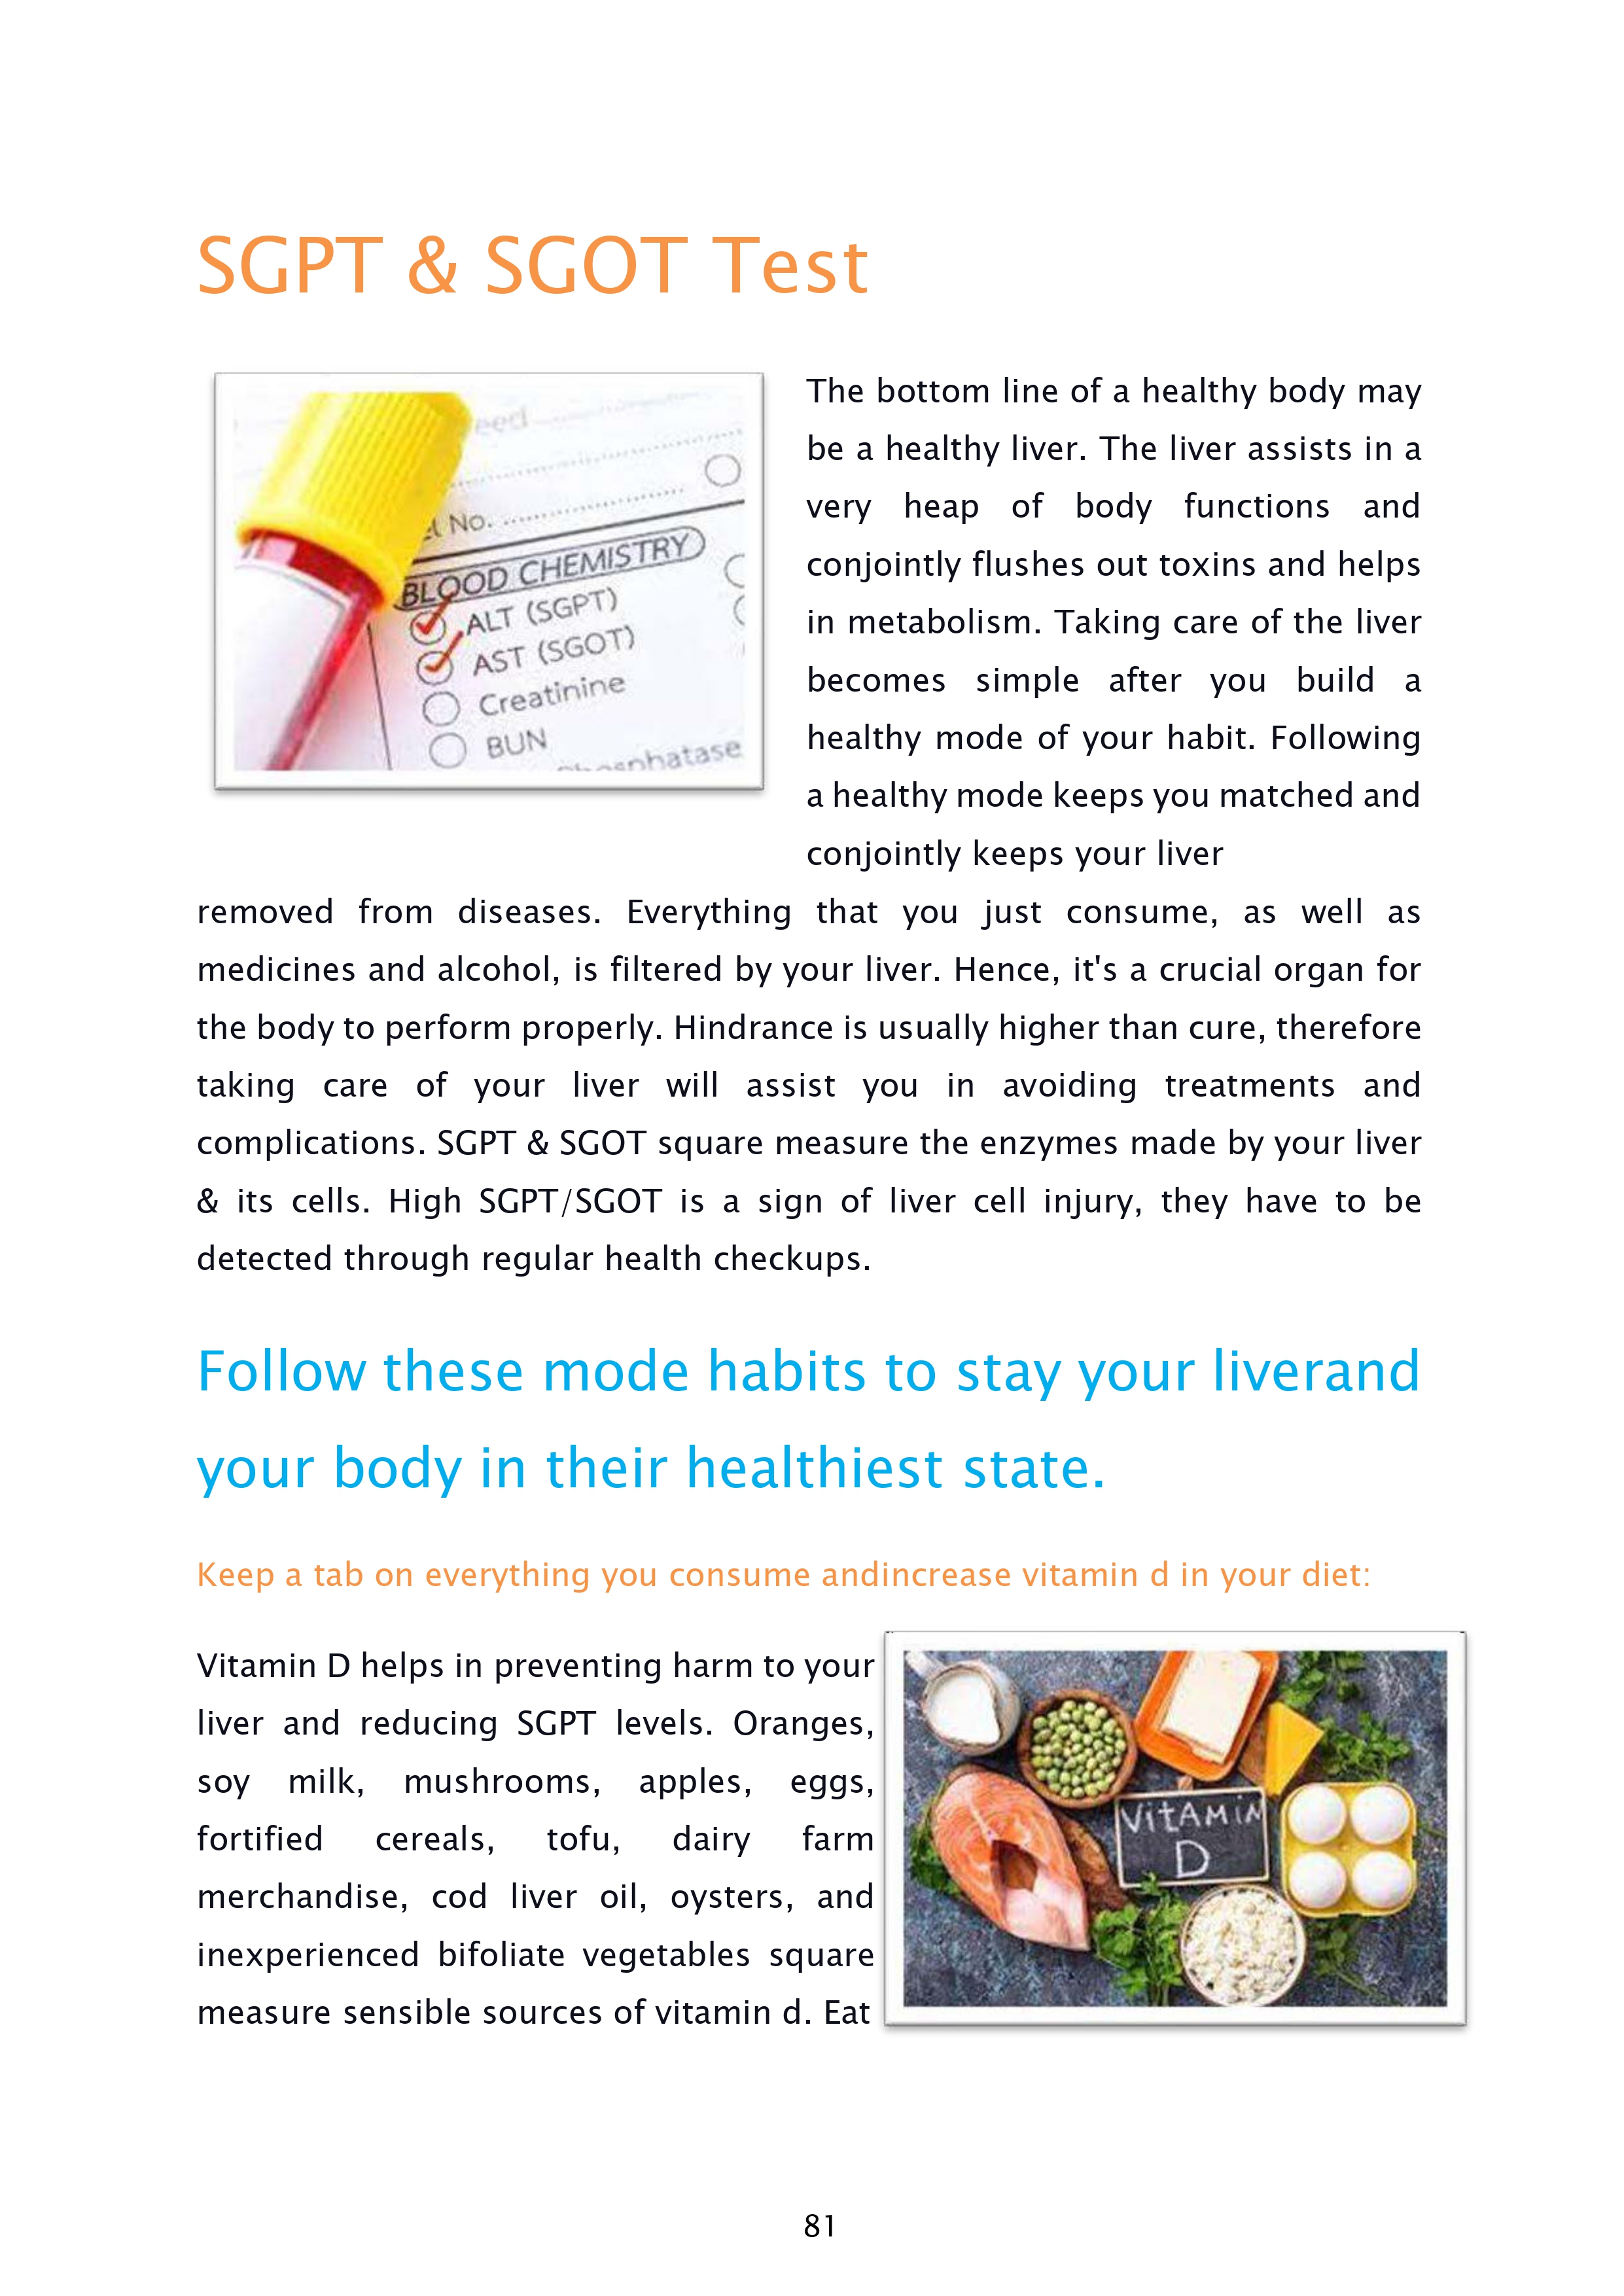 SGPT & SGOT Test
eed
el No.
BLOOD CHEMISTRY
ALT (SGPT)
AST (SGOT)
Creatinine
BUN
Phosphatase
The bottom line of a healthy body may
be a healthy liver. The liver assists in a
very heap of body functions and
conjointly flushes out toxins and helps
in metabolism. Taking care of the liver
becomes simple after you build a
healthy mode of your habit. Following
a healthy mode keeps you matched and
conjointly keeps your liver
removed from diseases. Everything that you just consume, as well as
medicines and alcohol, is filtered by your liver. Hence, it's a crucial organ for
the body to perform properly. Hindrance is usually higher than cure, therefore
taking care of your liver will assist you in avoiding treatments and
complications. SGPT & SGOT square measure the enzymes made by your liver
& its cells. High SGPT/SGOT is a sign of liver cell injury, they have to be
detected through regular health checkups.
Follow these mode habits to stay your liverand
your body in their healthiest state.
Keep a tab on everything you consume andincrease vitamin d in your diet:
Vitamin D helps in preventing harm to your
liver and reducing SGPT levels. Oranges,
soy milk, mushrooms, apples, eggs,
fortified cereals, tofu, dairy farm
merchandise, cod liver oil, oysters, and
inexperienced bifoliate vegetables square
measure sensible sources of vitamin d. Eat
VITAMIN
D
81